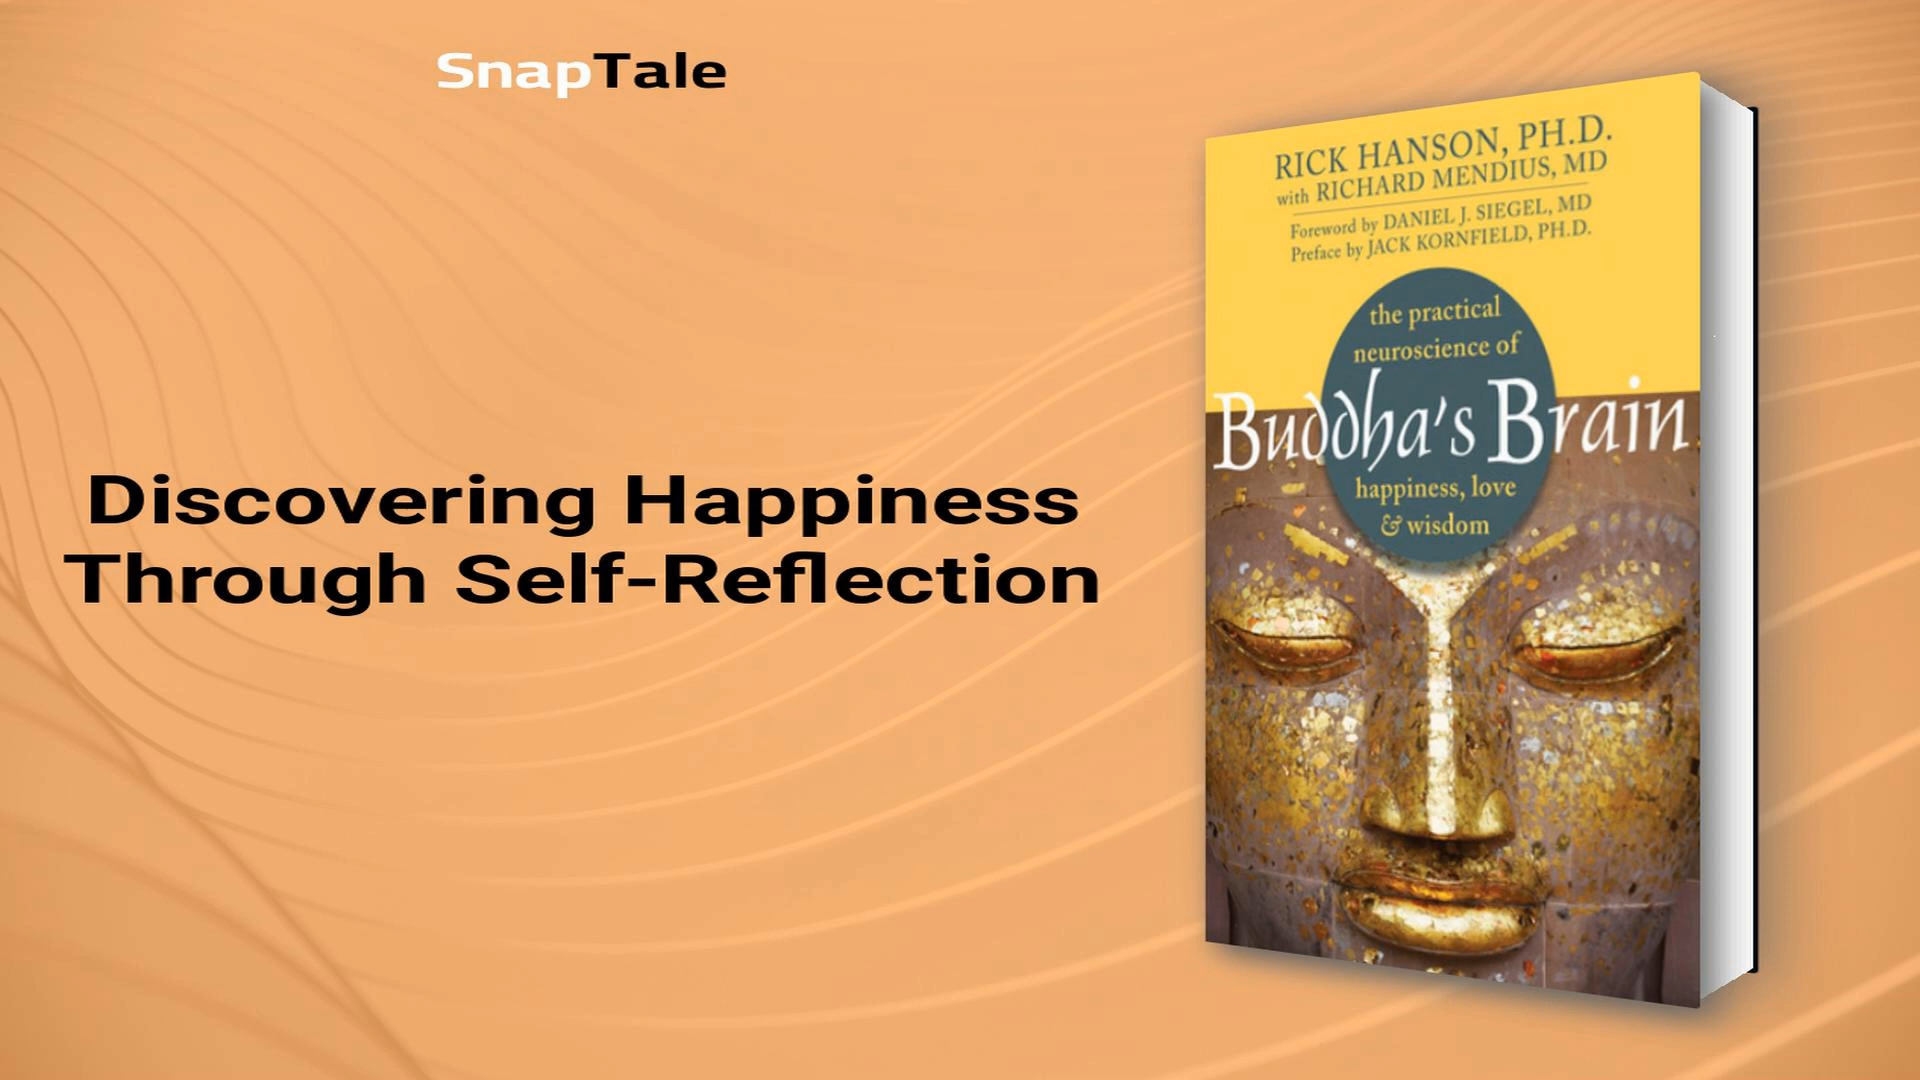 SnapTale
Discovering Happiness
Through Self-Reflection
RICK HANSON, PH.D.
with RICHARD MENDIUS, MD
Foreword by DANIEL J. SIEGEL, MD
Preface by JACK KORNFIELD, PH.D.
the practical
neuroscience of
Buddha's Brain
happiness, love
& wisdom